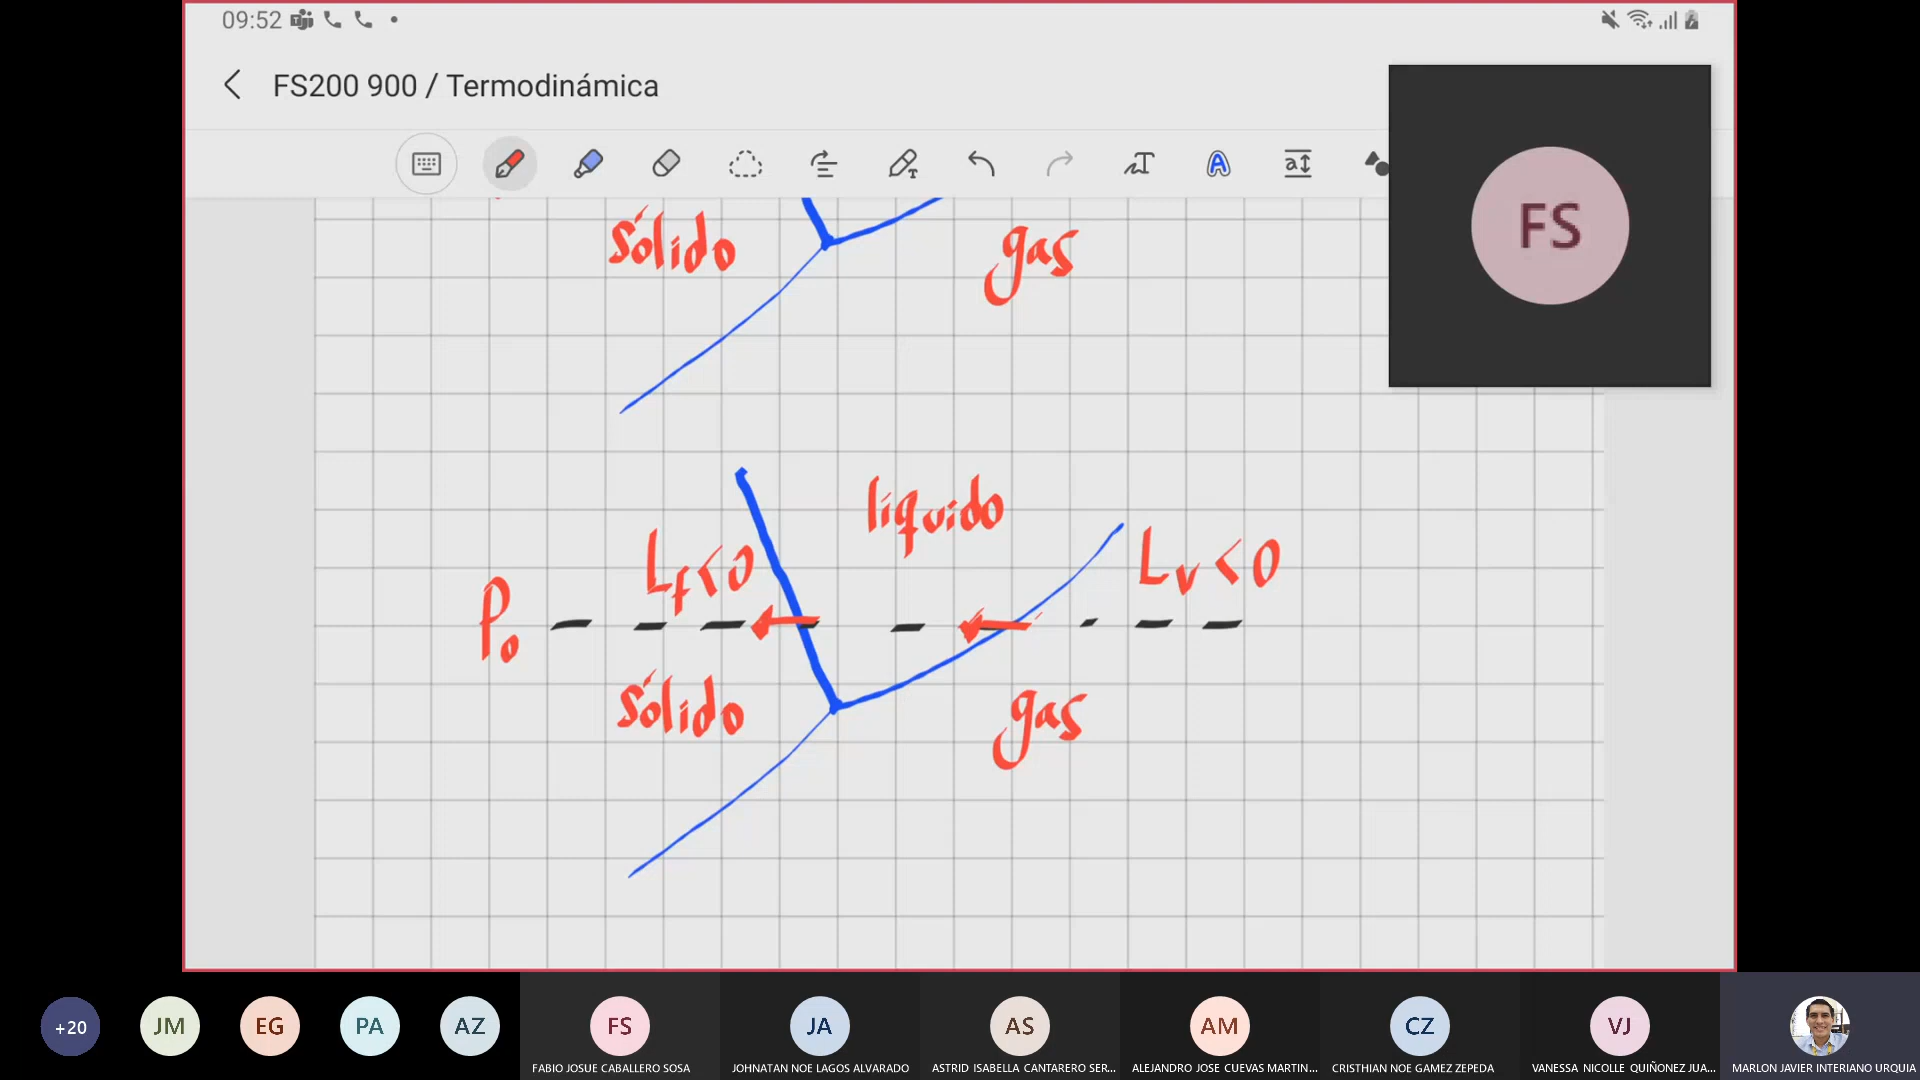 09:52
FS200 900 / Termodinámica
FS
sólido
gas
líquido
Lf<0
Lv<0
P0
sólido
gas
+20
JM
EG
PA
AZ
FS
JA
AS
AM
CZ
VJ
FABIO JOSUE CABALLERO SOSA
JOHNATAN NOE LAGOS ALVARADO
ASTRID ISABELLA CANTARERO SER...
ALEJANDRO JOSE CUEVAS MARTIN...
CRISTHIAN NOE GAMEZ ZEPEDA
VANESSA NICOLLE QUIÑONEZ JUA...
MARLON JAVIER INTERIANO URQUIA